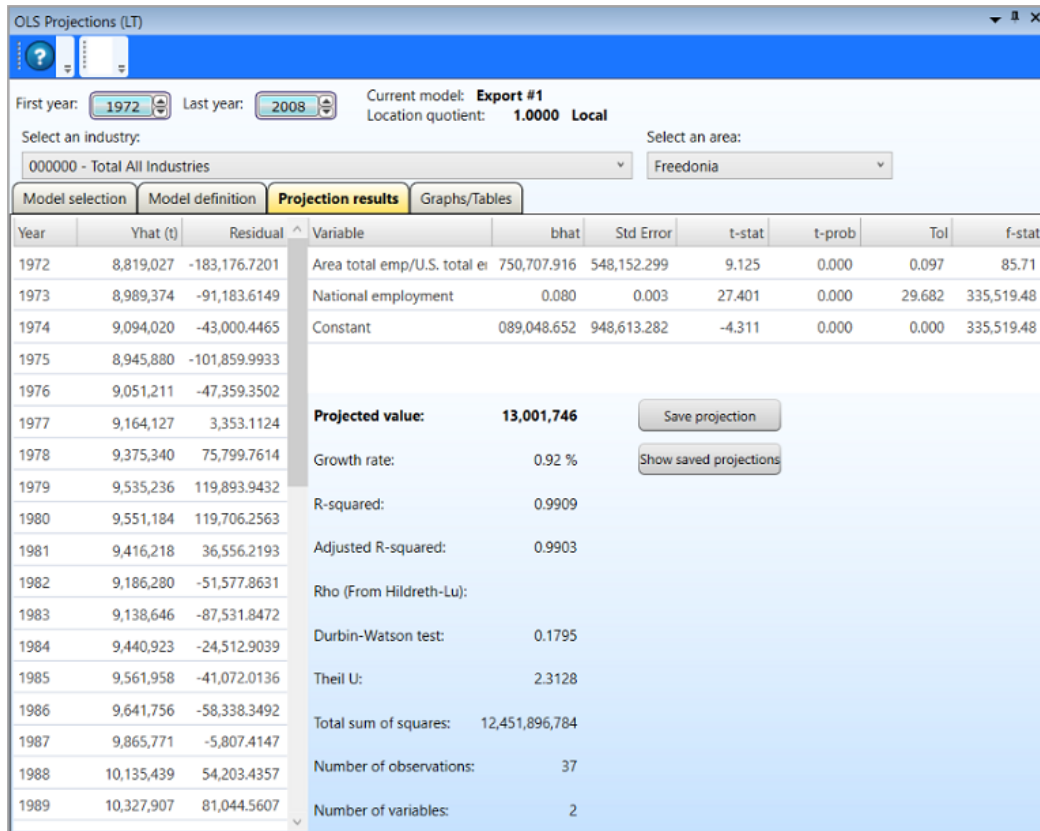 OLS Projections (LT)
First year: 1972 Last year: 2008 Current model: Export #1
Location quotient: 1.0000 Local
Select an industry: Select an area:
000000 - Total All Industries Freedonia
Model selection Model definition Projection results Graphs/Tables
Year Yhat (t) Residual Variable bhat Std Error t-stat t-prob Tol f-stat
1972 8,819,027 -183,176.7201 Area total emp/U.S. total e 750,707.916 548,152.299 9.125 0.000 0.097 85.71
1973 8,989,374 -91,183.6149 National employment 0.080 0.003 27.401 0.000 29.682 335,519.48
1974 9,094,020 -43,000.4465 Constant 089,048.652 948,613.282 -4.311 0.000 0.000 335,519.48
1975 8,945,880 -101,859.9933
1976 9,051,211 -47,359.3502
1977 9,164,127 3,353.1124 Projected value: 13,001,746 Save projection
1978 9,375,340 75,799.7614 Growth rate: 0.92 % Show saved projections
1979 9,535,236 119,893.9432 R-squared: 0.9909
1980 9,551,184 119,706.2563
1981 9,416,218 36,556.2193 Adjusted R-squared: 0.9903
1982 9,186,280 -51,577.8631 Rho (From Hildreth-Lu):
1983 9,138,646 -87,531.8472
1984 9,440,923 -24,512.9039 Durbin-Watson test: 0.1795
1985 9,561,958 -41,072.0136 Theil U: 2.3128
1986 9,641,756 -58,338.3492 Total sum of squares: 12,451,896,784
1987 9,865,771 -5,807.4147
1988 10,135,439 54,203.4357 Number of observations: 37
1989 10,327,907 81,044.5607 Number of variables: 2